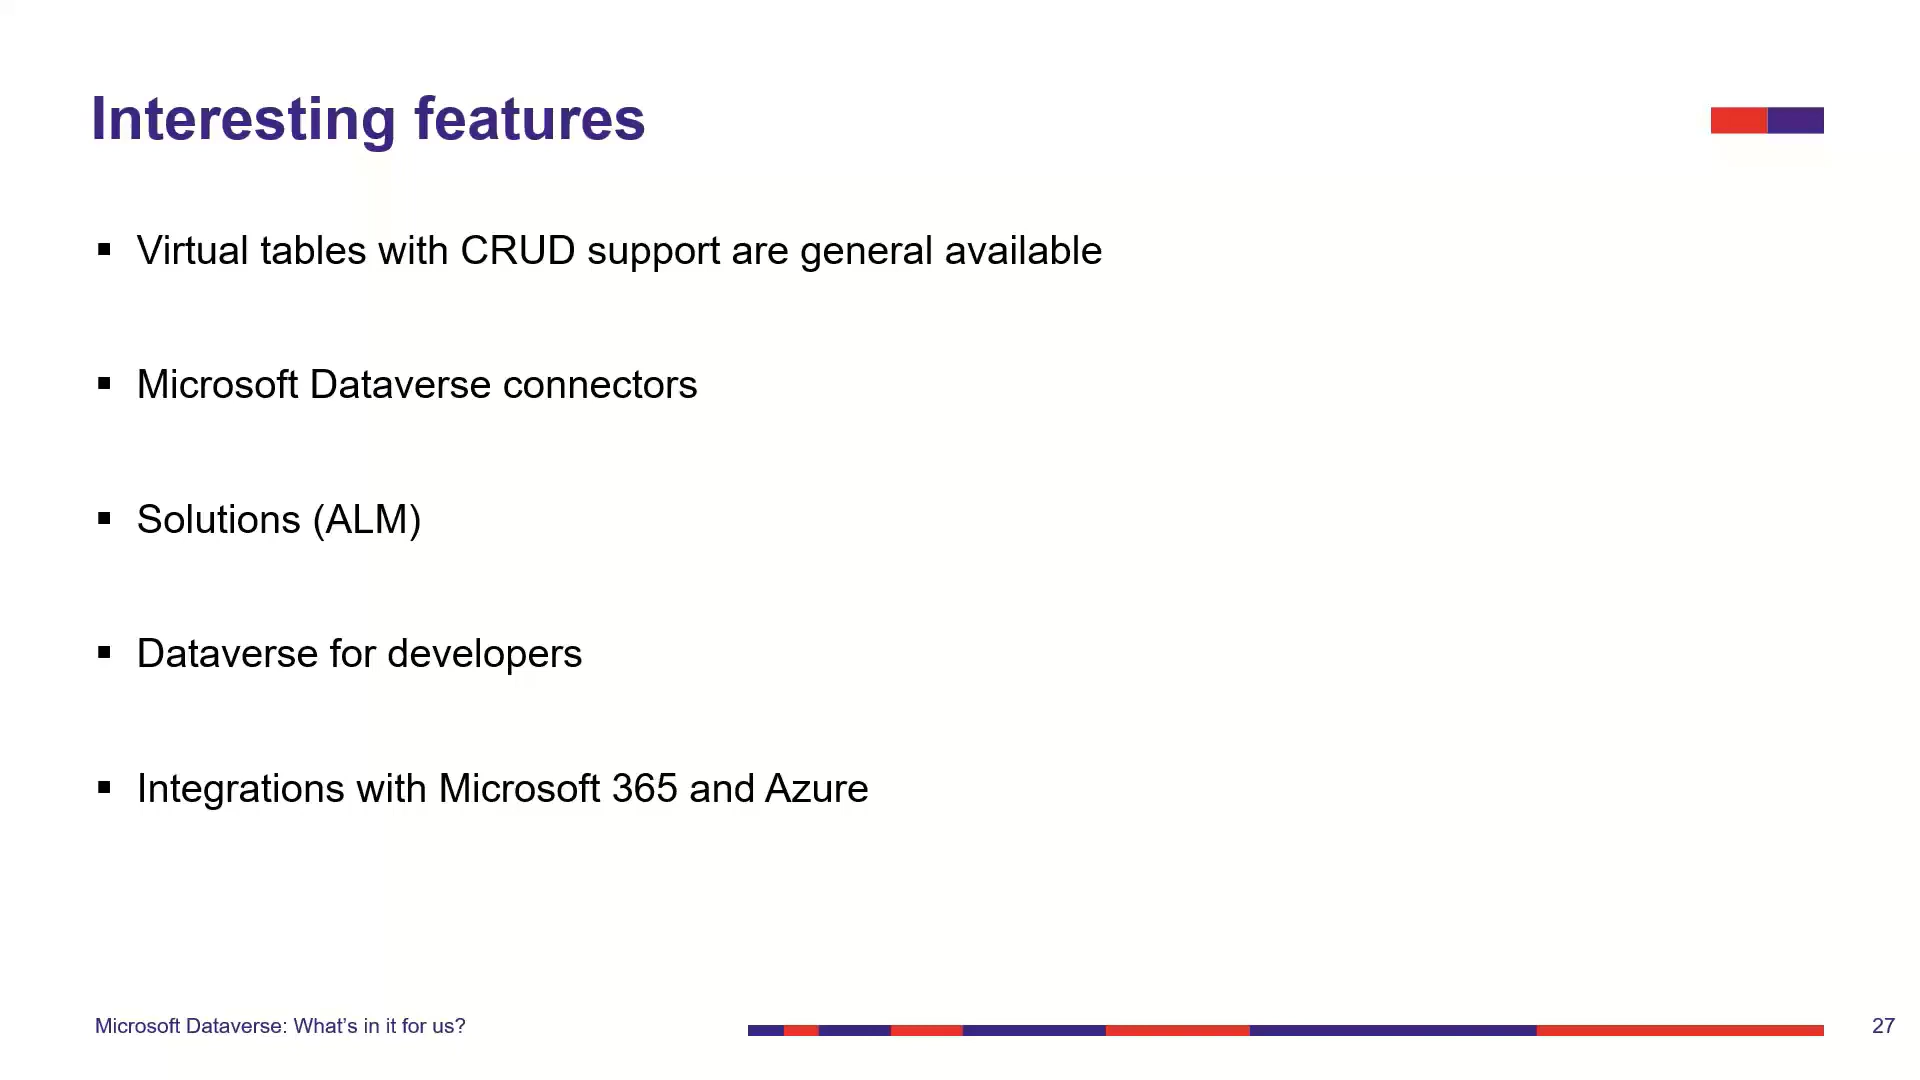 Interesting features
▪ Virtual tables with CRUD support are general available
▪ Microsoft Dataverse connectors
▪ Solutions (ALM)
▪ Dataverse for developers
▪ Integrations with Microsoft 365 and Azure
Microsoft Dataverse: What’s in it for us?
27